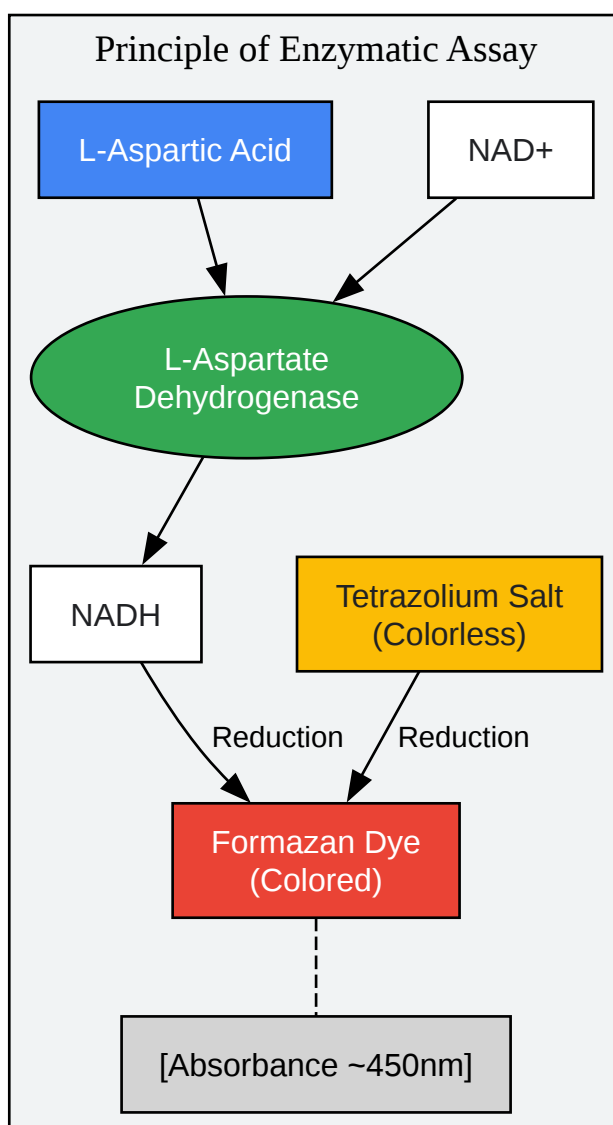 Principle of Enzymatic Assay
L-Aspartic Acid
NAD+
L-Aspartate
Dehydrogenase
NADH
Tetrazolium Salt
(Colorless)
Reduction
Reduction
Formazan Dye
(Colored)
[Absorbance ~450nm]